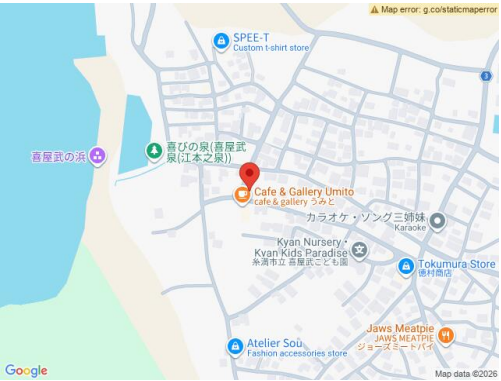 Map error: g.co/staticmaperror
SPEE-T
Custom t-shirt store
3
喜びの泉(喜屋武
泉(江本之泉))
喜屋武の浜
Cafe & Gallery Umito
cafe & gallery うみと
カラオケ・ソング三姉妹
Karaoke
Kyan Nursery・
Kyan Kids Paradise
糸満市立 喜屋武こども園
Tokumura Store
徳村商店
Jaws Meatpie
JAWS MEATPIE
ジョーズミートパイ
Atelier Soù
Fashion accessories store
Google
Map data ©2026